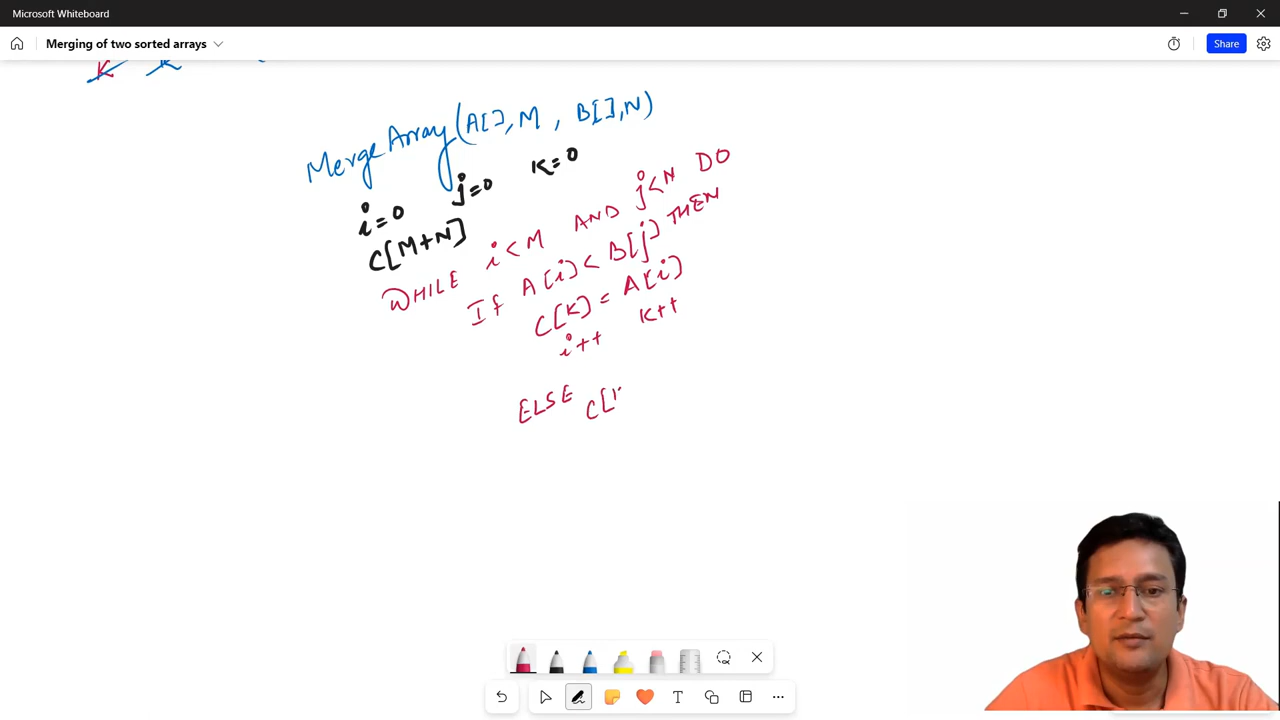 Microsoft Whiteboard
Merging of two sorted arrays
Share
K K
MergeArray(A[], M, B[], N)
i=0 j=0 K=0
C[M+N]
WHILE i<M AND j<N DO
If A[i] < B[j] THEN
C[K] = A[i]
i++ K++
ELSE C[